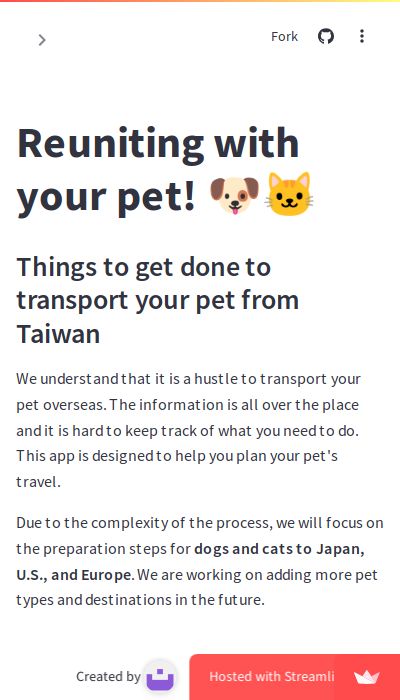 Fork
Reuniting with
your pet! 🐶🐱
Things to get done to
transport your pet from
Taiwan
We understand that it is a hustle to transport your
pet overseas. The information is all over the place
and it is hard to keep track of what you need to do.
This app is designed to help you plan your pet's
travel.
Due to the complexity of the process, we will focus on
the preparation steps for dogs and cats to Japan,
U.S., and Europe. We are working on adding more pet
types and destinations in the future.
Created by
Hosted with Streamli